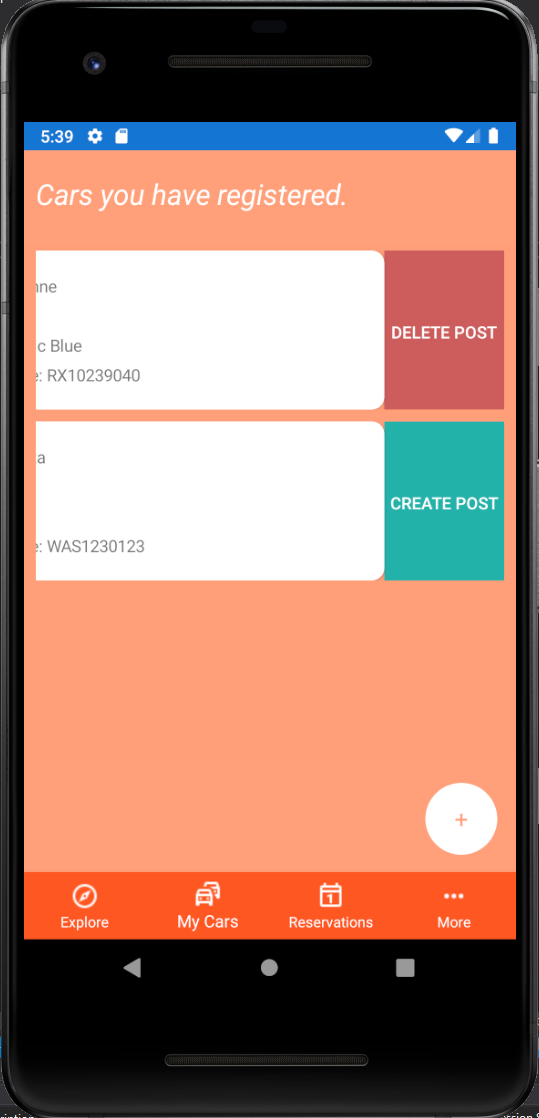 5:39
Cars you have registered.
nne
c Blue
e: RX10239040
DELETE POST
a
e: WAS1230123
CREATE POST
+
1
Explore
My Cars
Reservations
More